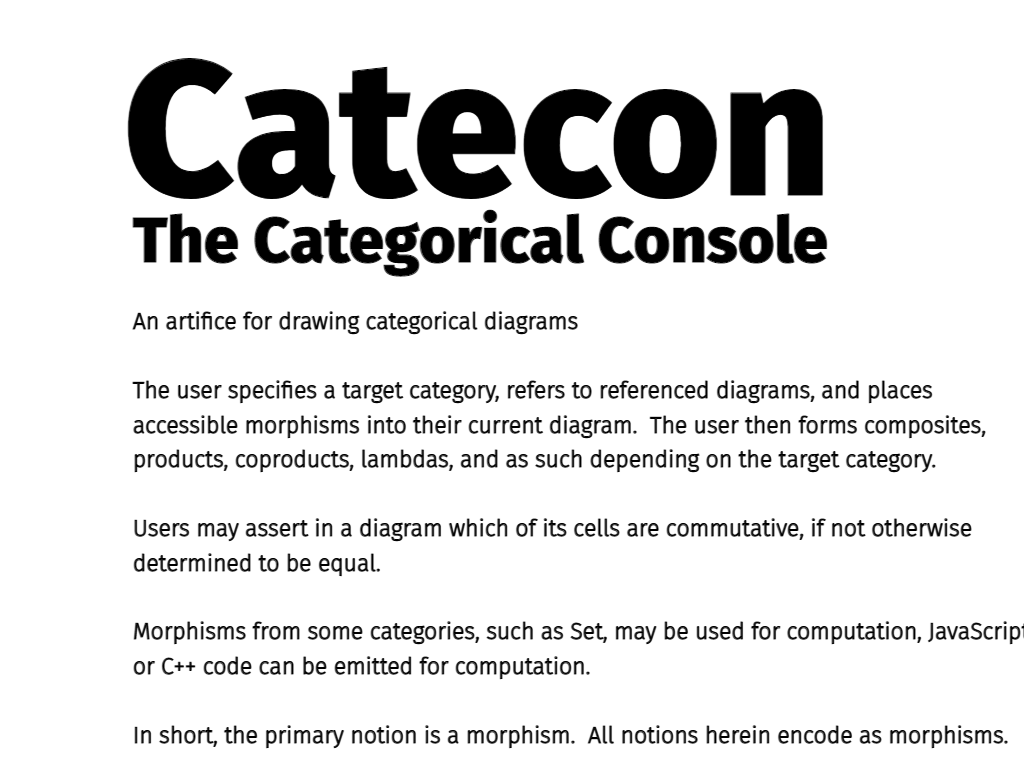 Catecon
The Categorical Console
An artifice for drawing categorical diagrams
The user specifies a target category, refers to referenced diagrams, and places
accessible morphisms into their current diagram.  The user then forms composites,
products, coproducts, lambdas, and as such depending on the target category.
Users may assert in a diagram which of its cells are commutative, if not otherwise
determined to be equal.
Morphisms from some categories, such as Set, may be used for computation, JavaScript
or C++ code can be emitted for computation.
In short, the primary notion is a morphism.  All notions herein encode as morphisms.